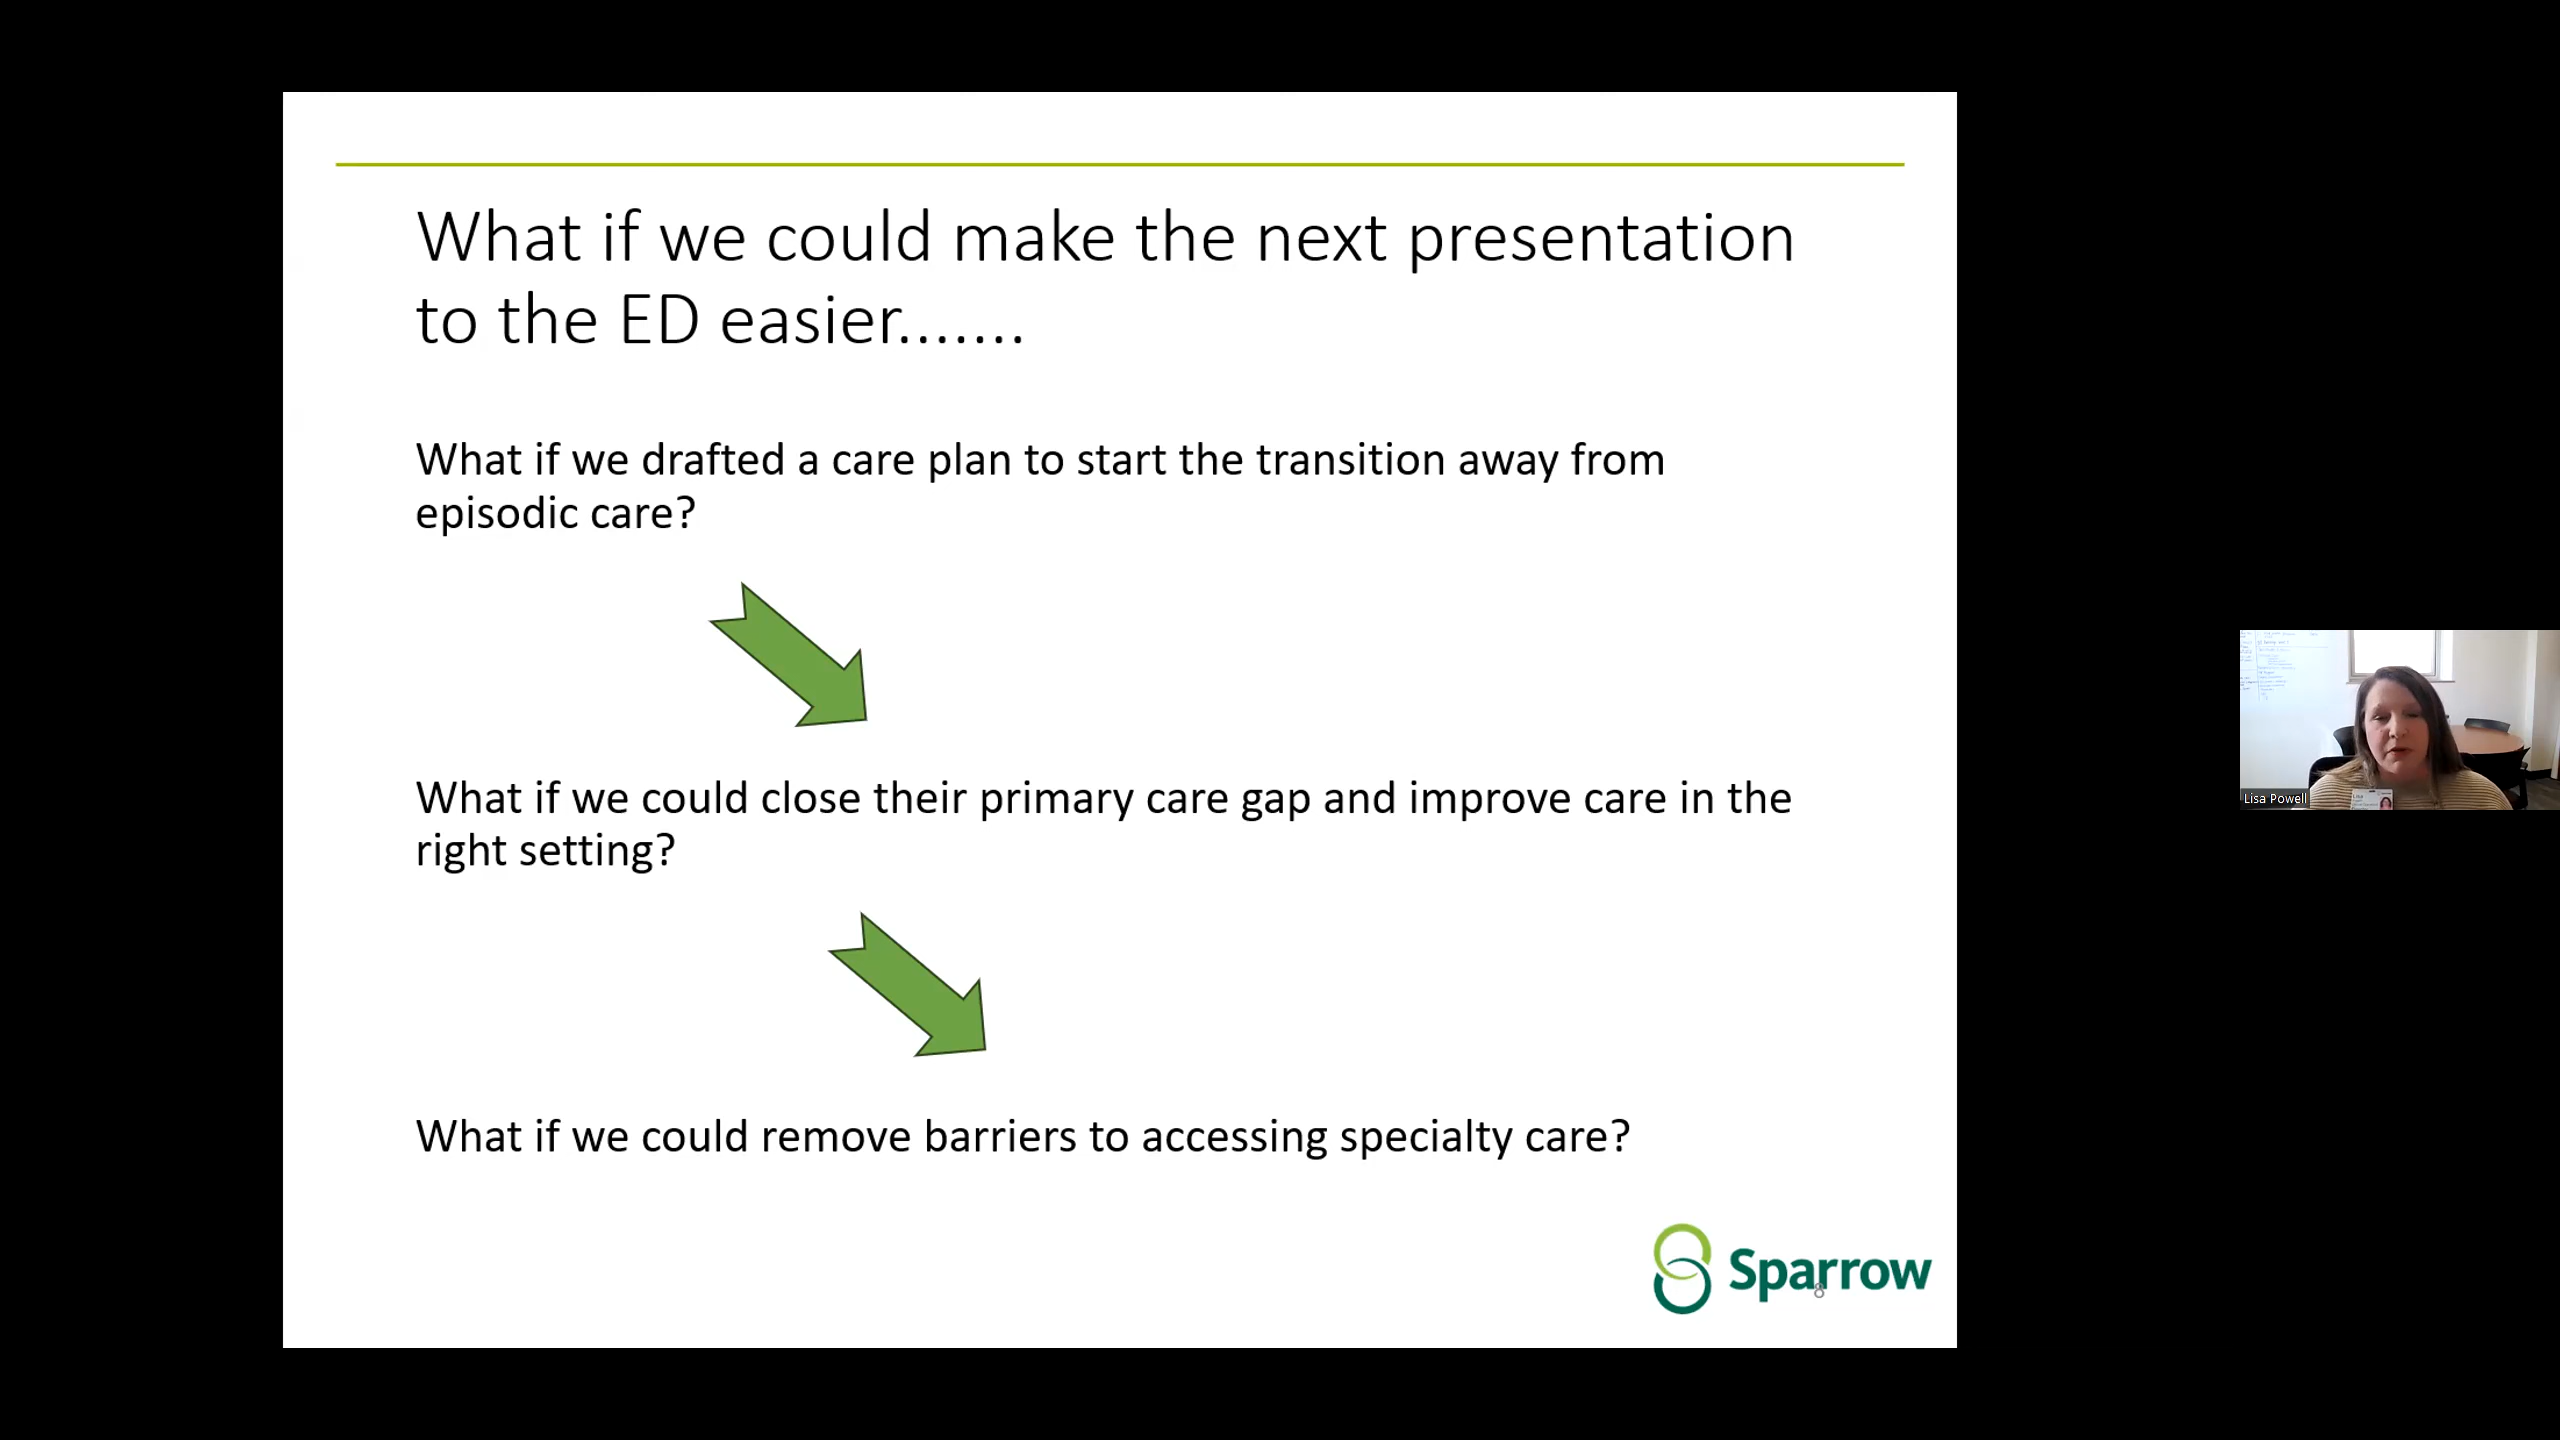 What if we could make the next presentation
to the ED easier.......
What if we drafted a care plan to start the transition away from
episodic care?
What if we could close their primary care gap and improve care in the
right setting?
What if we could remove barriers to accessing specialty care?
Sparrow
8
Lisa Powell